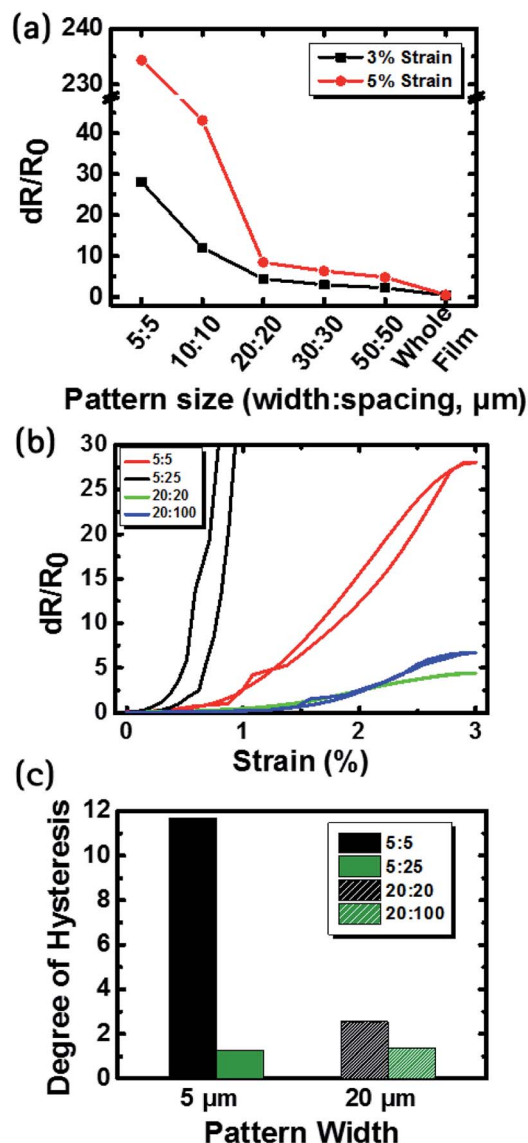 (a)
240
230
40
30
20
10
0
dR/R0
3% Strain
5% Strain
5:5
10:10
20:20
30:30
50:50
Whole
Film
Pattern size (width:spacing, µm)
(b)
30
25
20
15
10
5
0
dR/R0
5:5
5:25
20:20
20:100
0
1
2
3
Strain (%)
(c)
12
10
8
6
4
2
0
Degree of Hysteresis
5:5
5:25
20:20
20:100
5 µm
20 µm
Pattern Width